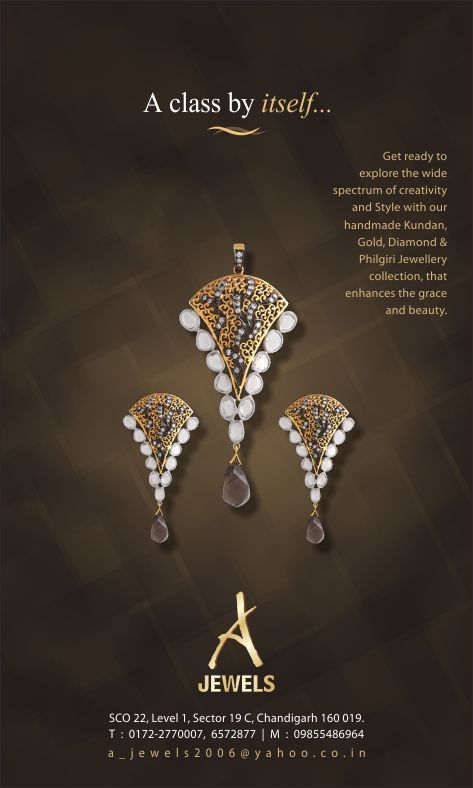 A class by itself...
Get ready to
explore the wide
spectrum of creativity
and Style with our
handmade Kundan,
Gold, Diamond &
Philgiri Jewellery
collection, that
enhances the grace
and beauty.
A
JEWELS
SCO 22, Level 1, Sector 19 C, Chandigarh 160 019.
T : 0172-2770007, 6572877 | M : 09855486964
a_jewels2006@yahoo.co.in